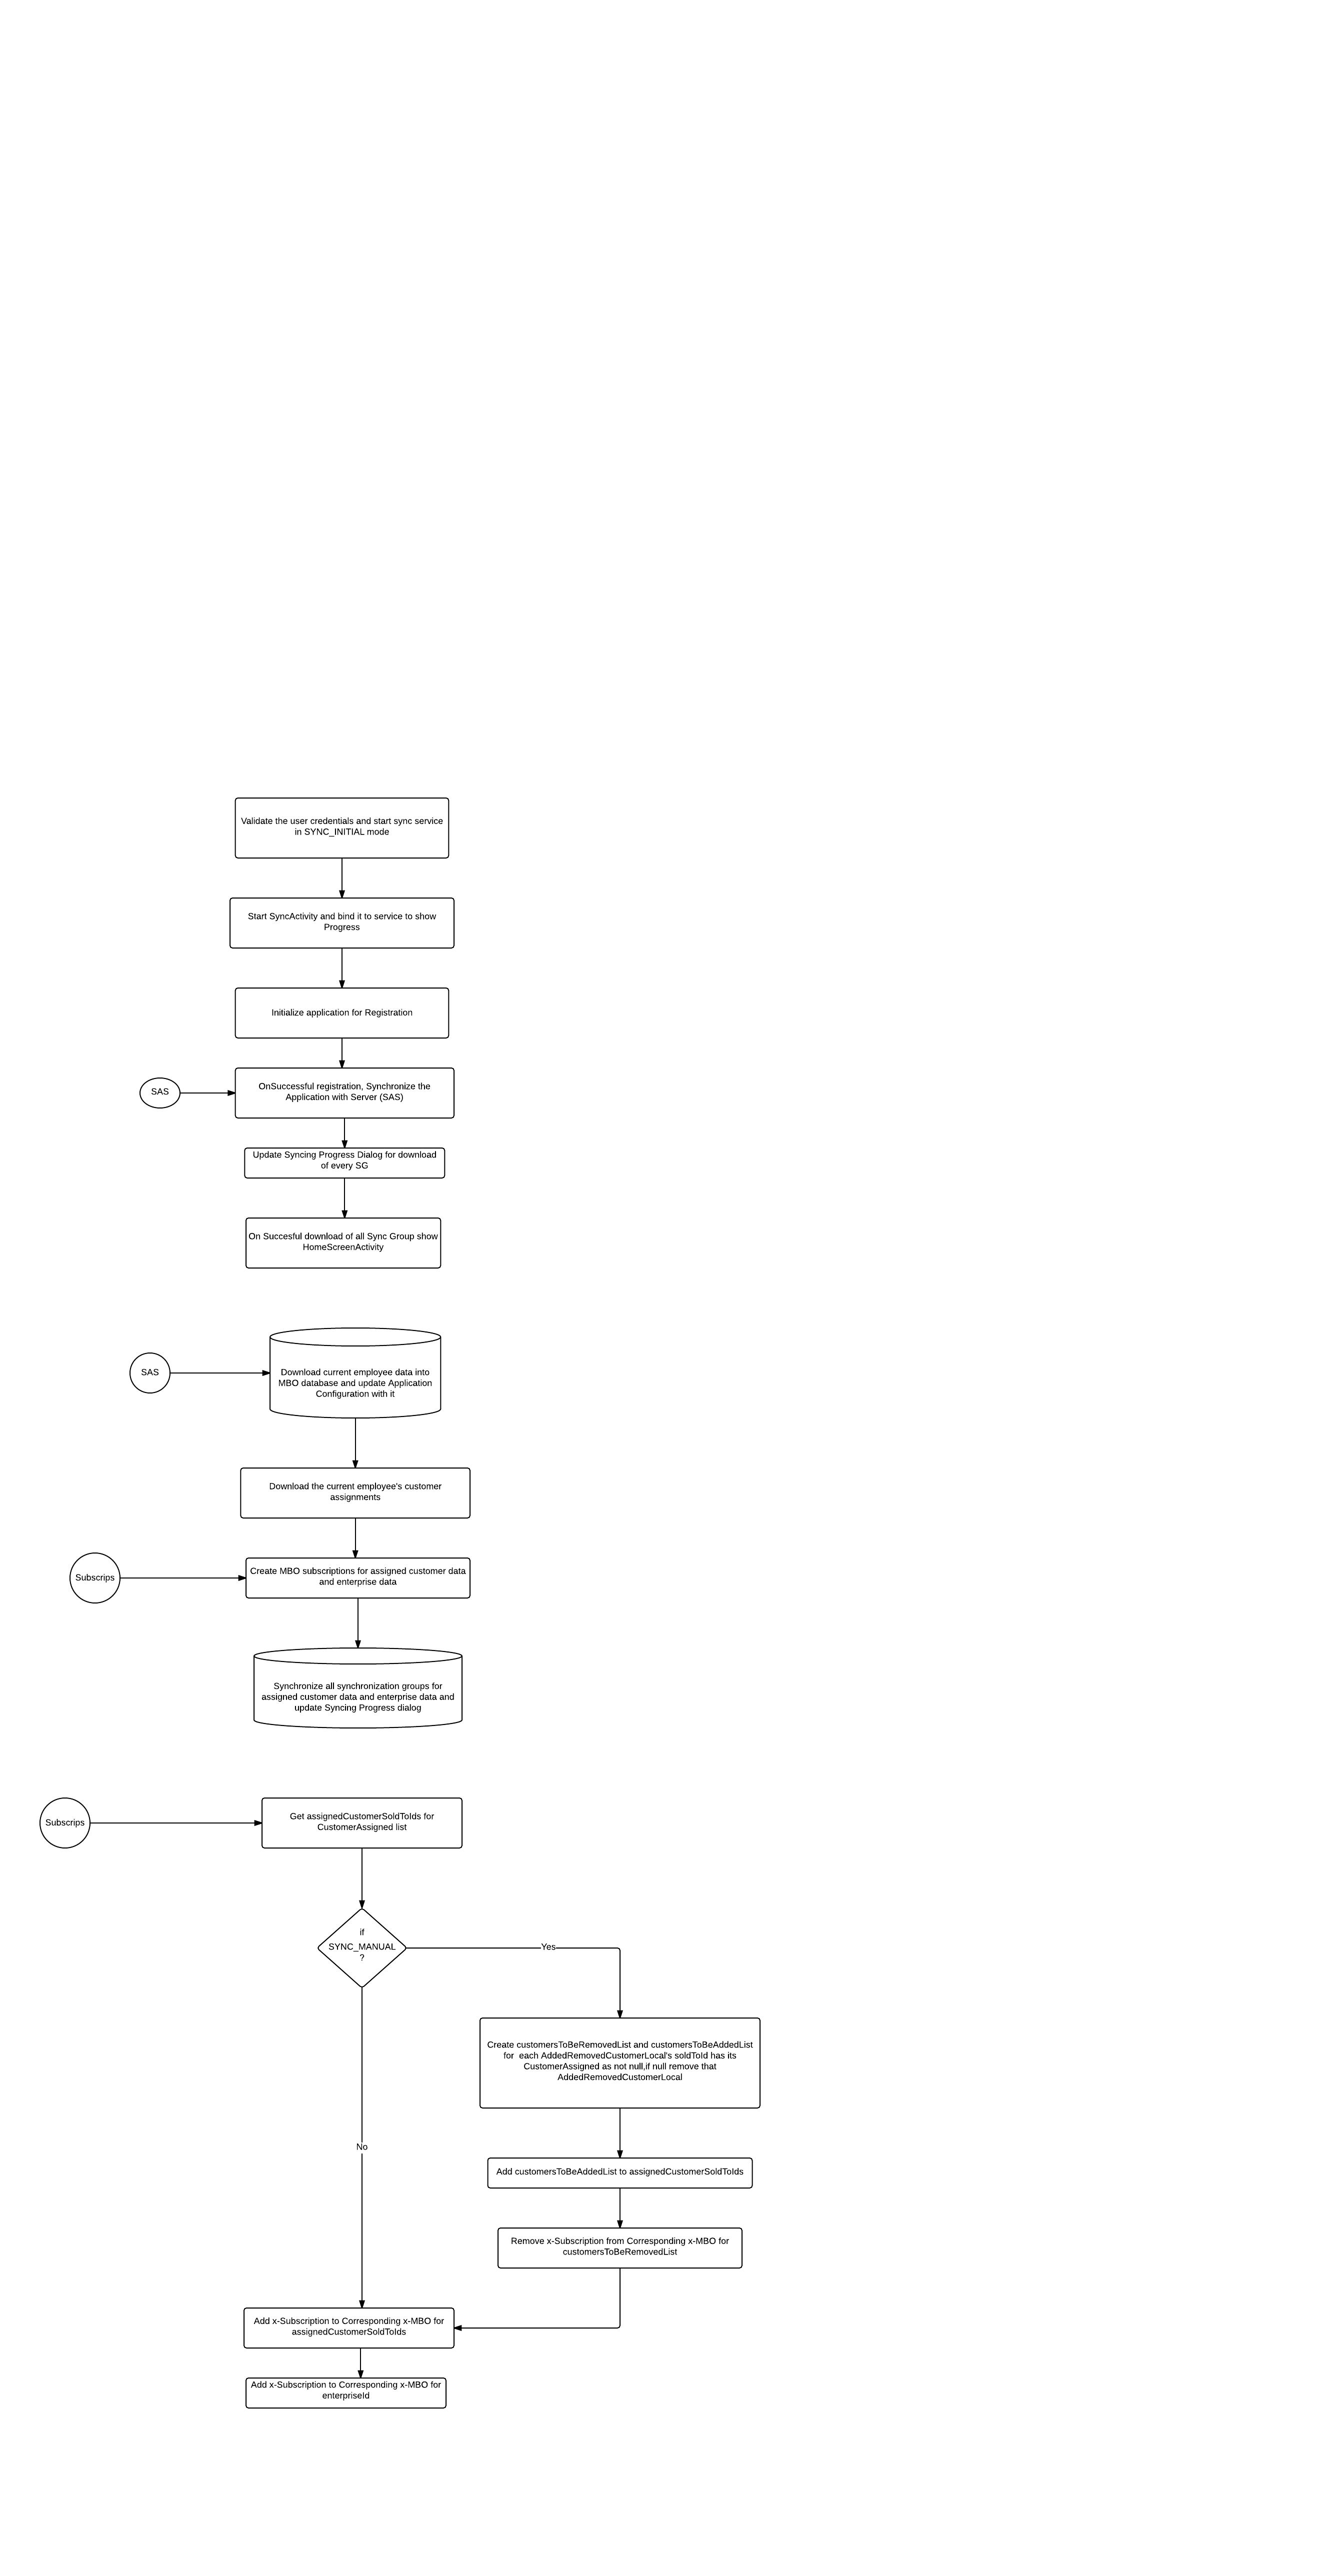 Validate the user credentials and start sync service
in SYNC_INITIAL mode
Start SyncActivity and bind it to service to show
Progress
Initialize application for Registration
SAS
OnSuccessful registration, Synchronize the
Application with Server (SAS)
Update Syncing Progress Dialog for download
of every SG
On Succesful download of all Sync Group show
HomeScreenActivity
SAS
Download current employee data into
MBO database and update Application
Configuration with it
Download the current employee's customer
assignments
Subscrips
Create MBO subscriptions for assigned customer data
and enterprise data
Synchronize all synchronization groups for
assigned customer data and enterprise data and
update Syncing Progress dialog
Subscrips
Get assignedCustomerSoldToIds for
CustomerAssigned list
if
SYNC_MANUAL
?
Yes
Create customersToBeRemovedList and customersToBeAddedList
for  each AddedRemovedCustomerLocal's soldToId has its
CustomerAssigned as not null,if null remove that
AddedRemovedCustomerLocal
No
Add customersToBeAddedList to assignedCustomerSoldToIds
Remove x-Subscription from Corresponding x-MBO for
customersToBeRemovedList
Add x-Subscription to Corresponding x-MBO for
assignedCustomerSoldToIds
Add x-Subscription to Corresponding x-MBO for
enterpriseId